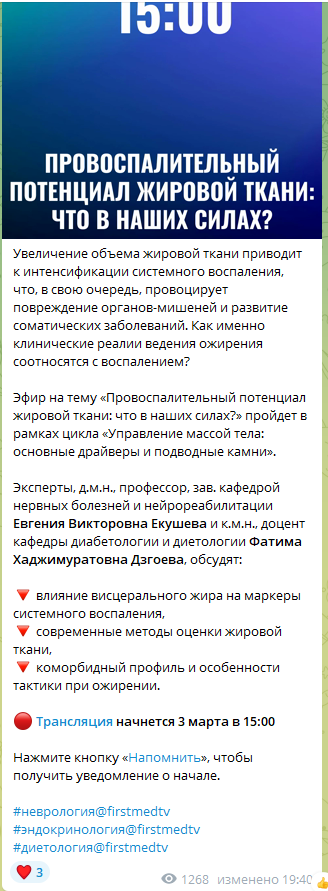 15:00
ПРОВОСПАЛИТЕЛЬНЫЙ
ПОТЕНЦИАЛ ЖИРОВОЙ ТКАНИ:
ЧТО В НАШИХ СИЛАХ?
Увеличение объема жировой ткани приводит
к интенсификации системного воспаления,
что, в свою очередь, провоцирует
повреждение органов-мишеней и развитие
соматических заболеваний. Как именно
клинические реалии ведения ожирения
соотносятся с воспалением?
Эфир на тему «Провоспалительный потенциал
жировой ткани: что в наших силах?» пройдет в
рамках цикла «Управление массой тела:
основные драйверы и подводные камни».
Эксперты, д.м.н., профессор, зав. кафедрой
нервных болезней и нейрореабилитации
Евгения Викторовна Екушева и к.м.н., доцент
кафедры диабетологии и диетологии Фатима
Хаджимуратовна Дзгоева, обсудят:
🔻 влияние висцерального жира на маркеры
системного воспаления,
🔻 современные методы оценки жировой
ткани,
🔻 коморбидный профиль и особенности
тактики при ожирении.
🔴 Трансляция начнется 3 марта в 15:00
Нажмите кнопку «Напомнить», чтобы
получить уведомление о начале.
#неврология@firstmedtv
#эндокринология@firstmedtv
#диетология@firstmedtv
❤️ 3
1268 изменено 19:40